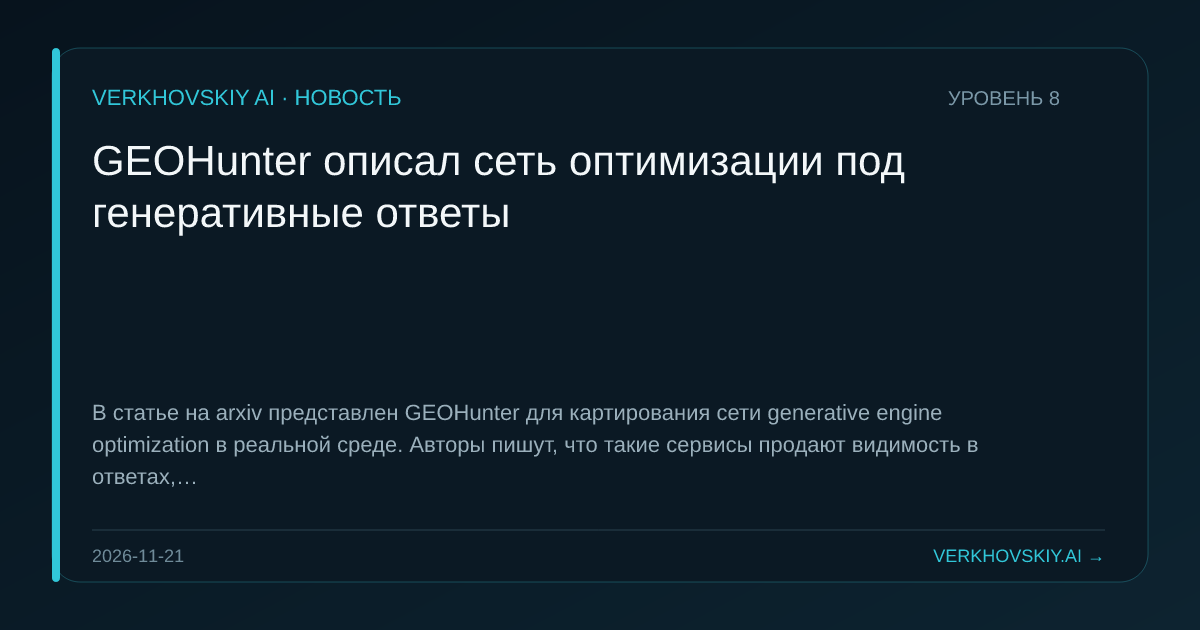 VERKHOVSKIY AI · НОВОСТЬ
УРОВЕНЬ 8
GEOHunter описал сеть оптимизации под
генеративные ответы
В статье на arxiv представлен GEOHunter для картирования сети generative engine
optimization в реальной среде. Авторы пишут, что такие сервисы продают видимость в
ответах,…
2026-11-21
VERKHOVSKIY.AI →